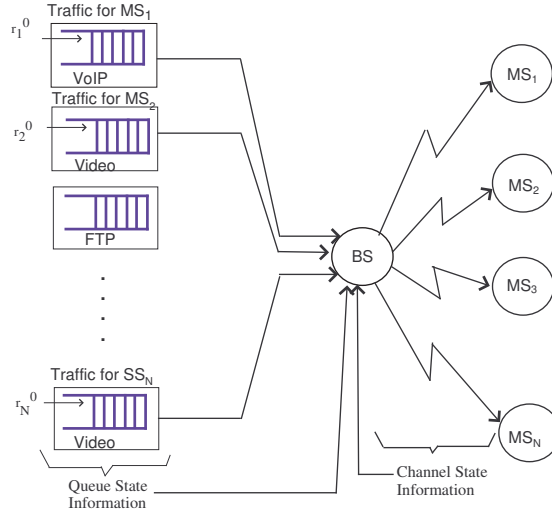 Traffic for MS1
r1^0
VoIP
Traffic for MS2
r2^0
Video
FTP
Traffic for SSN
rN^0
Video
Queue State
Information
BS
Channel State
Information
MS1
MS2
MS3
MSN